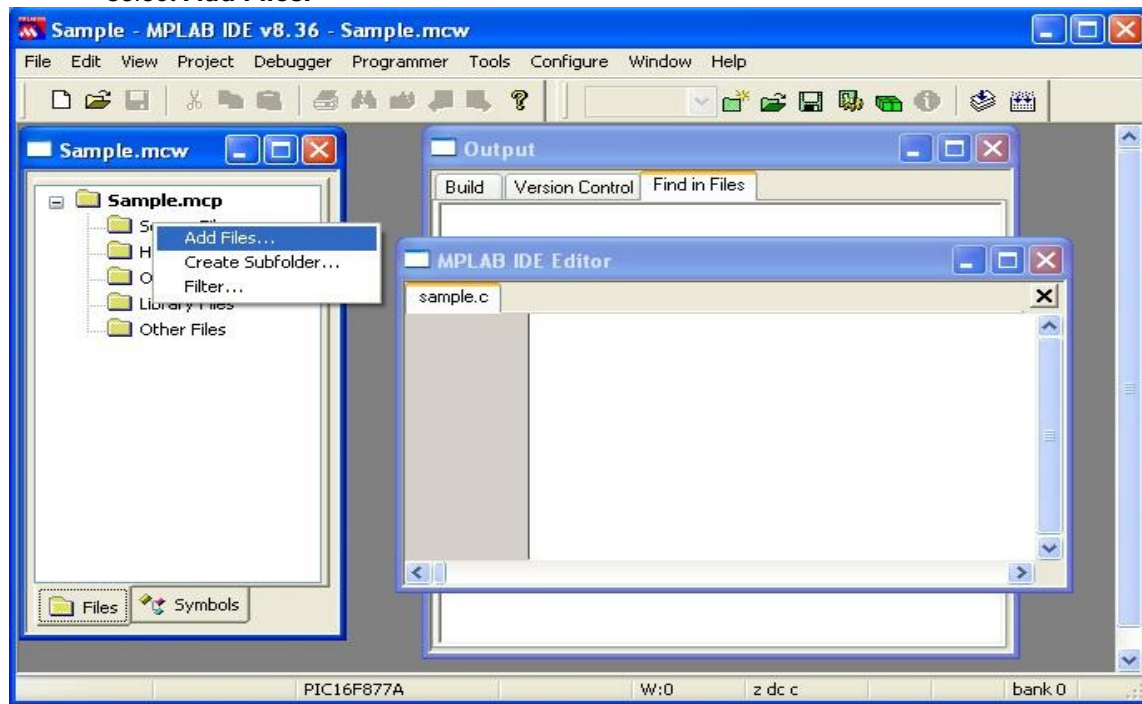 Add Files.
Sample - MPLAB IDE v8.36 - Sample.mcw
File Edit View Project Debugger Programmer Tools Configure Window Help
Sample.mcw
Sample.mcp
Add Files...
Create Subfolder...
Filter...
Other Files
Files
Symbols
Output
Build
Version Control
Find in Files
MPLAB IDE Editor
sample.c
PIC16F877A
W:0
z dc c
bank 0